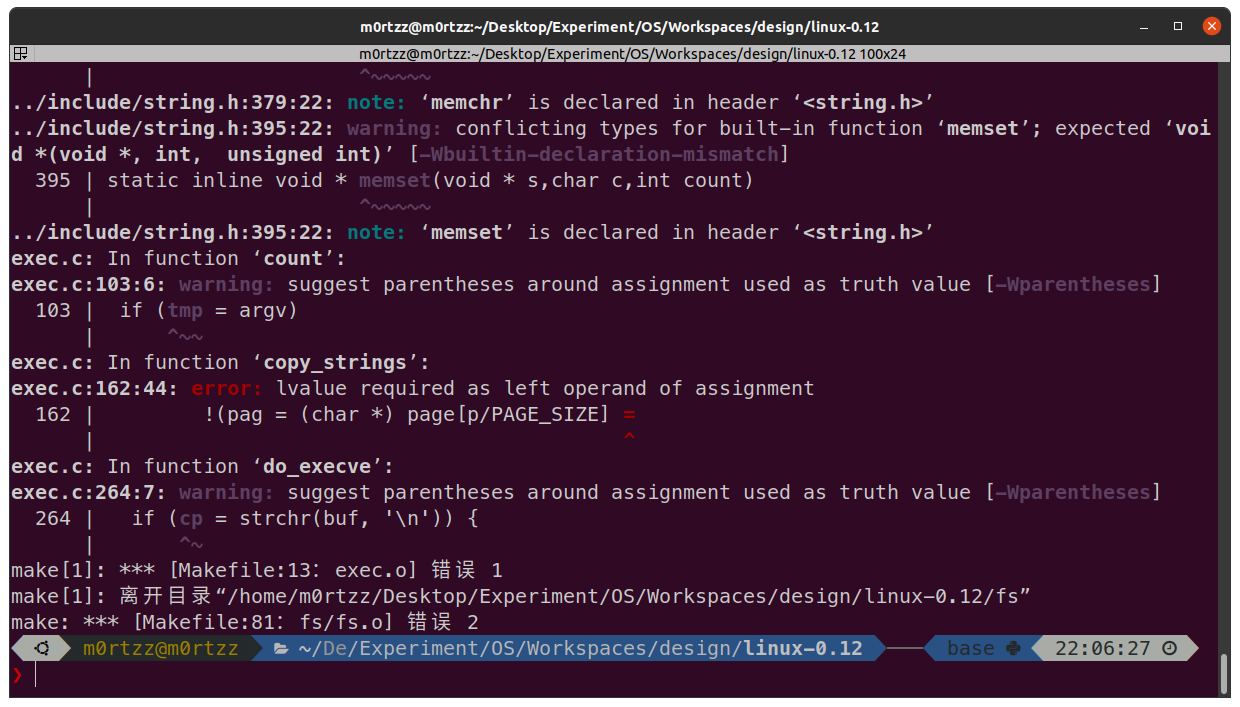 m0rtzz@m0rtzz:~/Desktop/Experiment/OS/Workspaces/design/linux-0.12
m0rtzz@m0rtzz:~/Desktop/Experiment/OS/Workspaces/design/linux-0.12 100x24
|                      ^~~~~~
../include/string.h:379:22: note: ‘memchr’ is declared in header ‘<string.h>’
../include/string.h:395:22: warning: conflicting types for built-in function ‘memset’; expected ‘voi
d *(void *, int,  unsigned int)’ [-Wbuiltin-declaration-mismatch]
  395 | static inline void * memset(void * s,char c,int count)
      |                      ^~~~~~
../include/string.h:395:22: note: ‘memset’ is declared in header ‘<string.h>’
exec.c: In function ‘count’:
exec.c:103:6: warning: suggest parentheses around assignment used as truth value [-Wparentheses]
  103 |  if (tmp = argv)
      |      ^~~
exec.c: In function ‘copy_strings’:
exec.c:162:44: error: lvalue required as left operand of assignment
  162 |         !(pag = (char *) page[p/PAGE_SIZE] =
      |                                            ^
exec.c: In function ‘do_execve’:
exec.c:264:7: warning: suggest parentheses around assignment used as truth value [-Wparentheses]
  264 |   if (cp = strchr(buf, '\n')) {
      |       ^~
make[1]: *** [Makefile:13：exec.o] 错误 1
make[1]: 离开目录“/home/m0rtzz/Desktop/Experiment/OS/Workspaces/design/linux-0.12/fs”
make: *** [Makefile:81：fs/fs.o] 错误 2
m0rtzz@m0rtzz ~/De/Experiment/OS/Workspaces/design/linux-0.12 base 22:06:27
❯